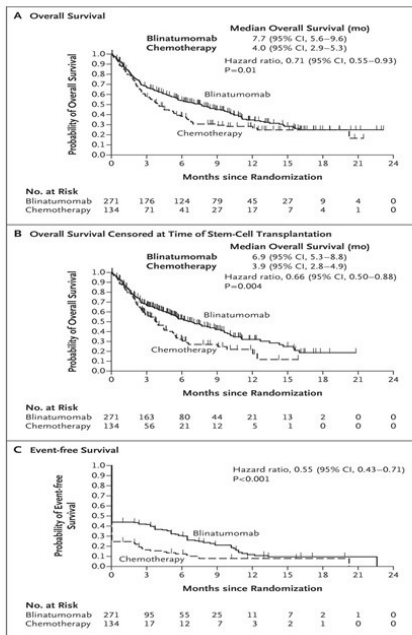 A Overall Survival
Median Overall Survival (mo)
Blinatumomab 7.7 (95% CI, 5.6–9.6)
Chemotherapy 4.0 (95% CI, 2.9–5.3)
Hazard ratio, 0.71 (95% CI, 0.55–0.93)
P=0.01
Probability of Overall Survival
1.0
0.9
0.8
0.7
0.6
0.5
0.4
0.3
0.2
0.1
0.0
Blinatumomab
Chemotherapy
0 3 6 9 12 15 18 21 24
Months since Randomization
No. at Risk
Blinatumomab 271 176 124 79 45 27 9 4 0
Chemotherapy 134 71 41 27 17 7 4 1 0
B Overall Survival Censored at Time of Stem-Cell Transplantation
Median Overall Survival (mo)
Blinatumomab 6.9 (95% CI, 5.3–8.8)
Chemotherapy 3.9 (95% CI, 2.8–4.9)
Hazard ratio, 0.66 (95% CI, 0.50–0.88)
P=0.004
Probability of Overall Survival
1.0
0.9
0.8
0.7
0.6
0.5
0.4
0.3
0.2
0.1
0.0
Blinatumomab
Chemotherapy
0 3 6 9 12 15 18 21 24
Months since Randomization
No. at Risk
Blinatumomab 271 163 80 44 21 13 2 0 0
Chemotherapy 134 56 21 12 5 1 0 0 0
C Event-free Survival
Hazard ratio, 0.55 (95% CI, 0.43–0.71)
P<0.001
Probability of Event-free
Survival
1.0
0.9
0.8
0.7
0.6
0.5
0.4
0.3
0.2
0.1
0.0
Blinatumomab
Chemotherapy
0 3 6 9 12 15 18 21 24
Months since Randomization
No. at Risk
Blinatumomab 271 95 55 25 11 7 2 1 0
Chemotherapy 134 17 12 7 3 2 1 0 0